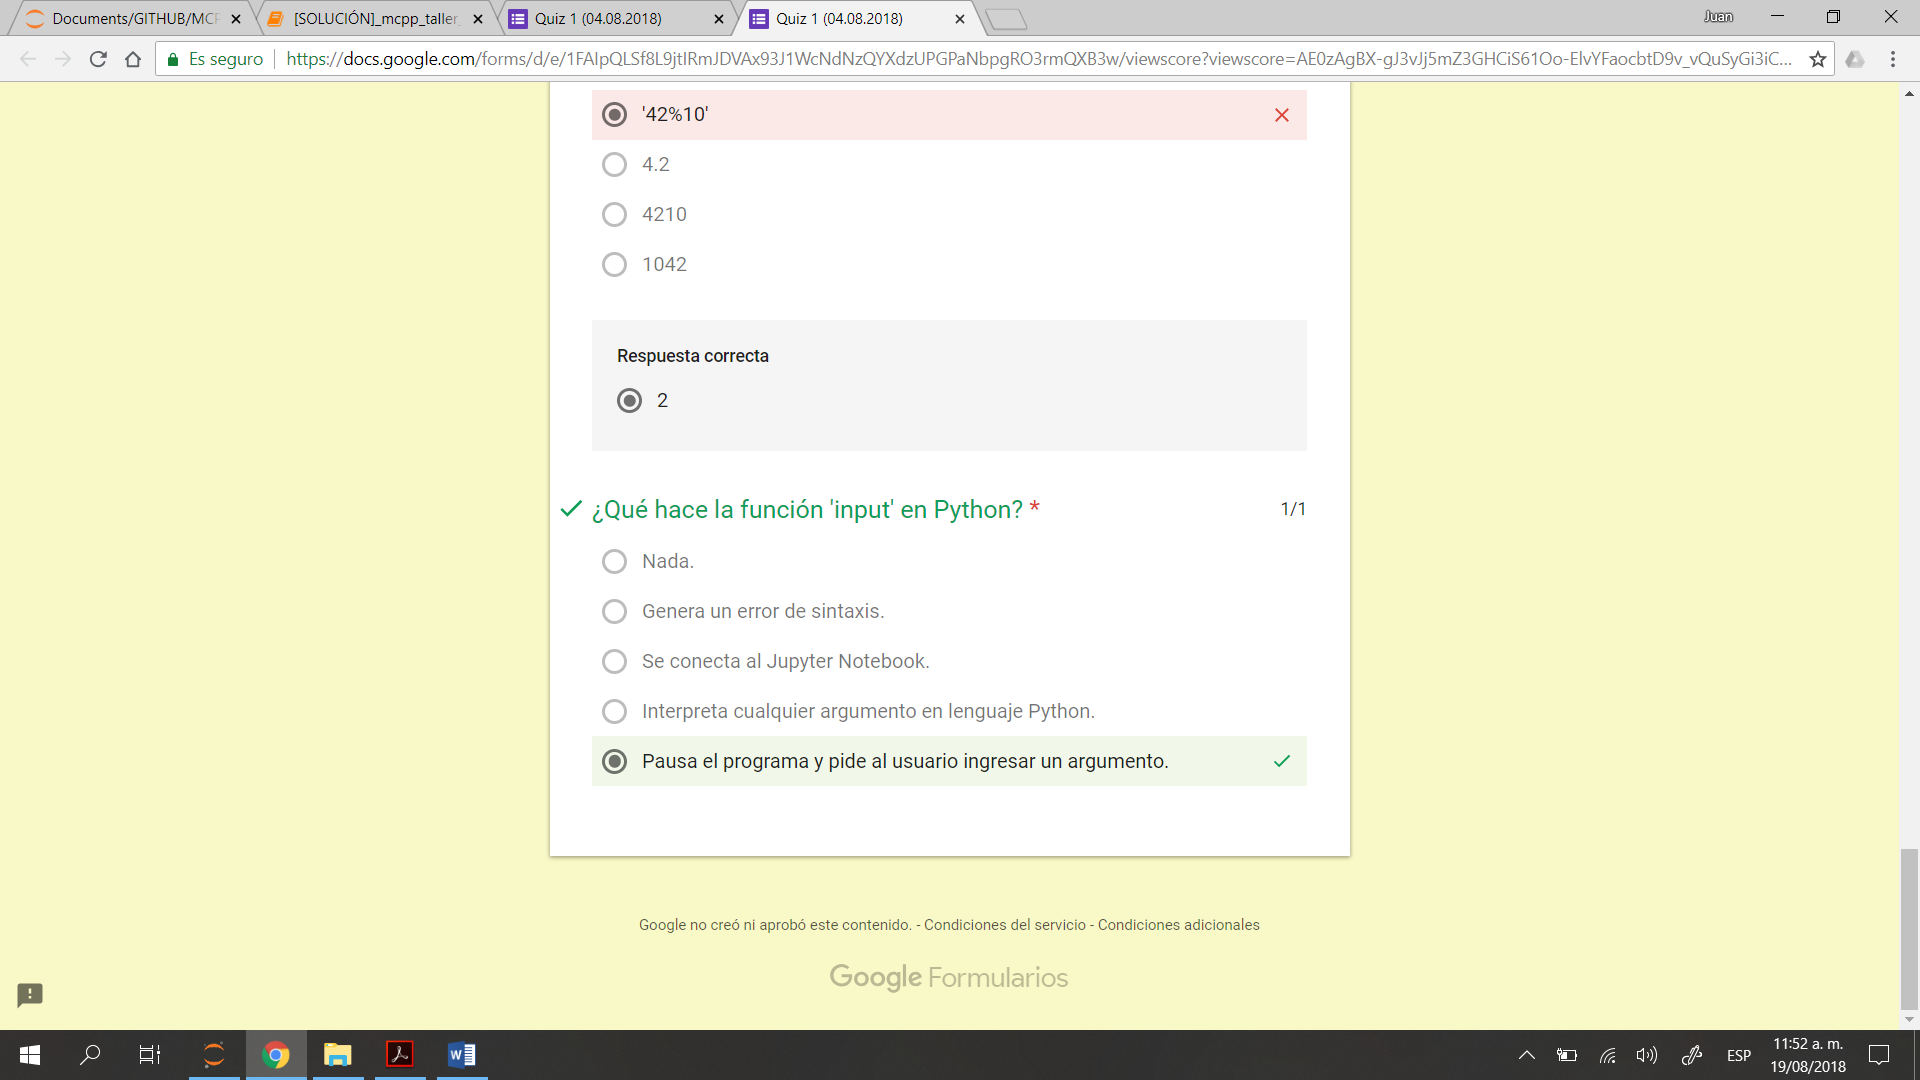 Documents/GITHUB/MCP
[SOLUCIÓN]_mcpp_taller_
Quiz 1 (04.08.2018)
Quiz 1 (04.08.2018)
Juan
Es seguro
https://docs.google.com/forms/d/e/1FAIpQLSf8L9jtIRmJDVAx93J1WcNdNzQYXdzUPGPaNbpgRO3rmQXB3w/viewscore?viewscore=AE0zAgBX-gJ3vJj5mZ3GHCiS61Oo-ElvYFaocbtD9v_vQuSyGi3iC...
'42%10'
4.2
4210
1042
Respuesta correcta
2
¿Qué hace la función 'input' en Python? *
1/1
Nada.
Genera un error de sintaxis.
Se conecta al Jupyter Notebook.
Interpreta cualquier argumento en lenguaje Python.
Pausa el programa y pide al usuario ingresar un argumento.
Google no creó ni aprobó este contenido. - Condiciones del servicio - Condiciones adicionales
Google Formularios
ESP
11:52 a. m.
19/08/2018